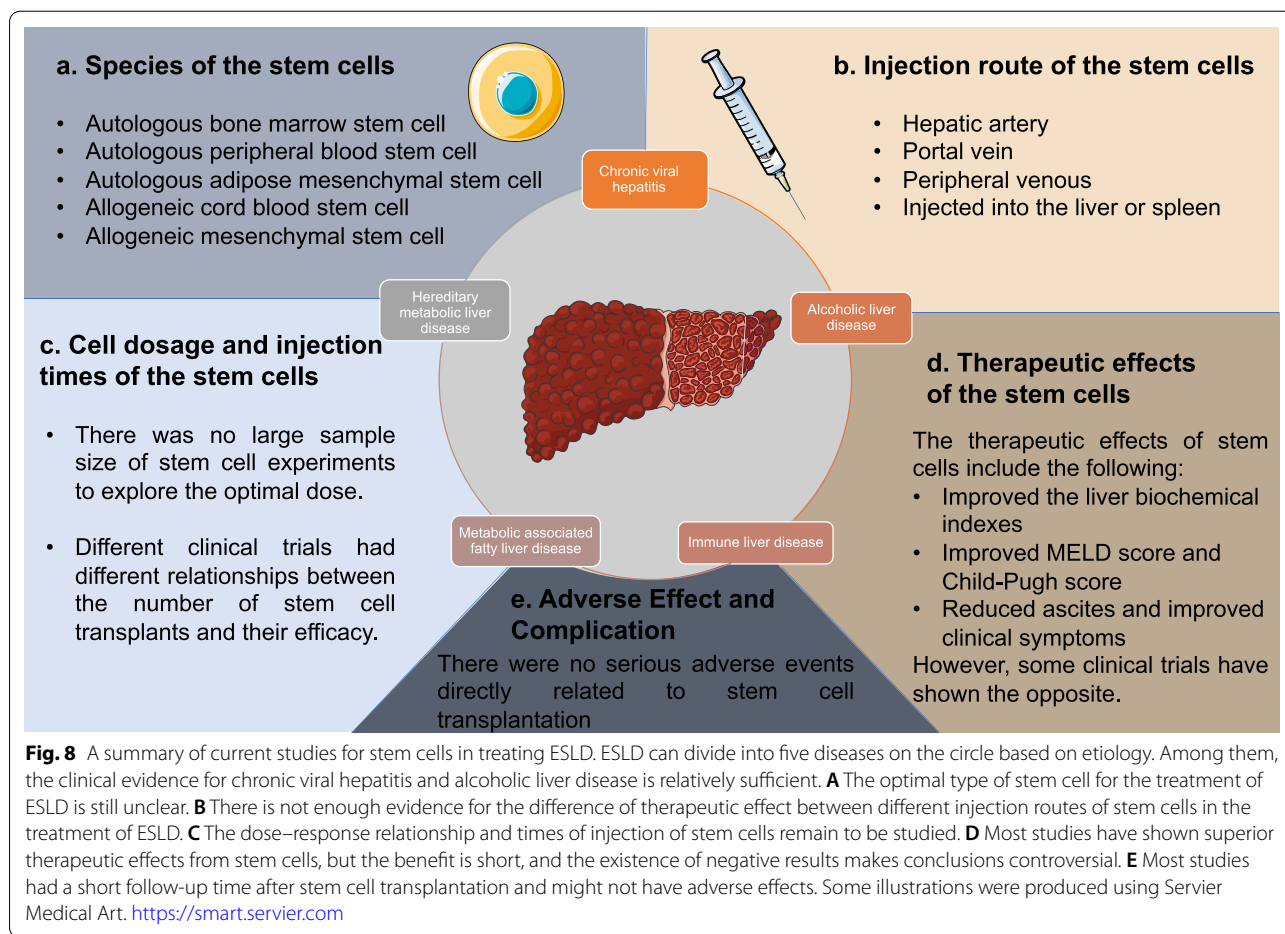 a. Species of the stem cells
• Autologous bone marrow stem cell
• Autologous peripheral blood stem cell
• Autologous adipose mesenchymal stem cell
• Allogeneic cord blood stem cell
• Allogeneic mesenchymal stem cell
b. Injection route of the stem cells
• Hepatic artery
• Portal vein
• Peripheral venous
• Injected into the liver or spleen
Chronic viral
hepatitis
Hereditary
metabolic liver
disease
Alcoholic liver
disease
Metabolic associated
fatty liver disease
Immune liver disease
c. Cell dosage and injection
times of the stem cells
• There was no large sample
size of stem cell experiments
to explore the optimal dose.
• Different clinical trials had
different relationships between
the number of stem cell
transplants and their efficacy.
d. Therapeutic effects
of the stem cells
The therapeutic effects of stem
cells include the following:
• Improved the liver biochemical
indexes
• Improved MELD score and
Child-Pugh score
• Reduced ascites and improved
clinical symptoms
However, some clinical trials have
shown the opposite.
e. Adverse Effect and
Complication
There were no serious adverse events
directly related to stem cell
transplantation
Fig. 8 A summary of current studies for stem cells in treating ESLD. ESLD can divide into five diseases on the circle based on etiology. Among them,
the clinical evidence for chronic viral hepatitis and alcoholic liver disease is relatively sufficient. A The optimal type of stem cell for the treatment of
ESLD is still unclear. B There is not enough evidence for the difference of therapeutic effect between different injection routes of stem cells in the
treatment of ESLD. C The dose–response relationship and times of injection of stem cells remain to be studied. D Most studies have shown superior
therapeutic effects from stem cells, but the benefit is short, and the existence of negative results makes conclusions controversial. E Most studies
had a short follow-up time after stem cell transplantation and might not have adverse effects. Some illustrations were produced using Servier
Medical Art. https://smart.servier.com